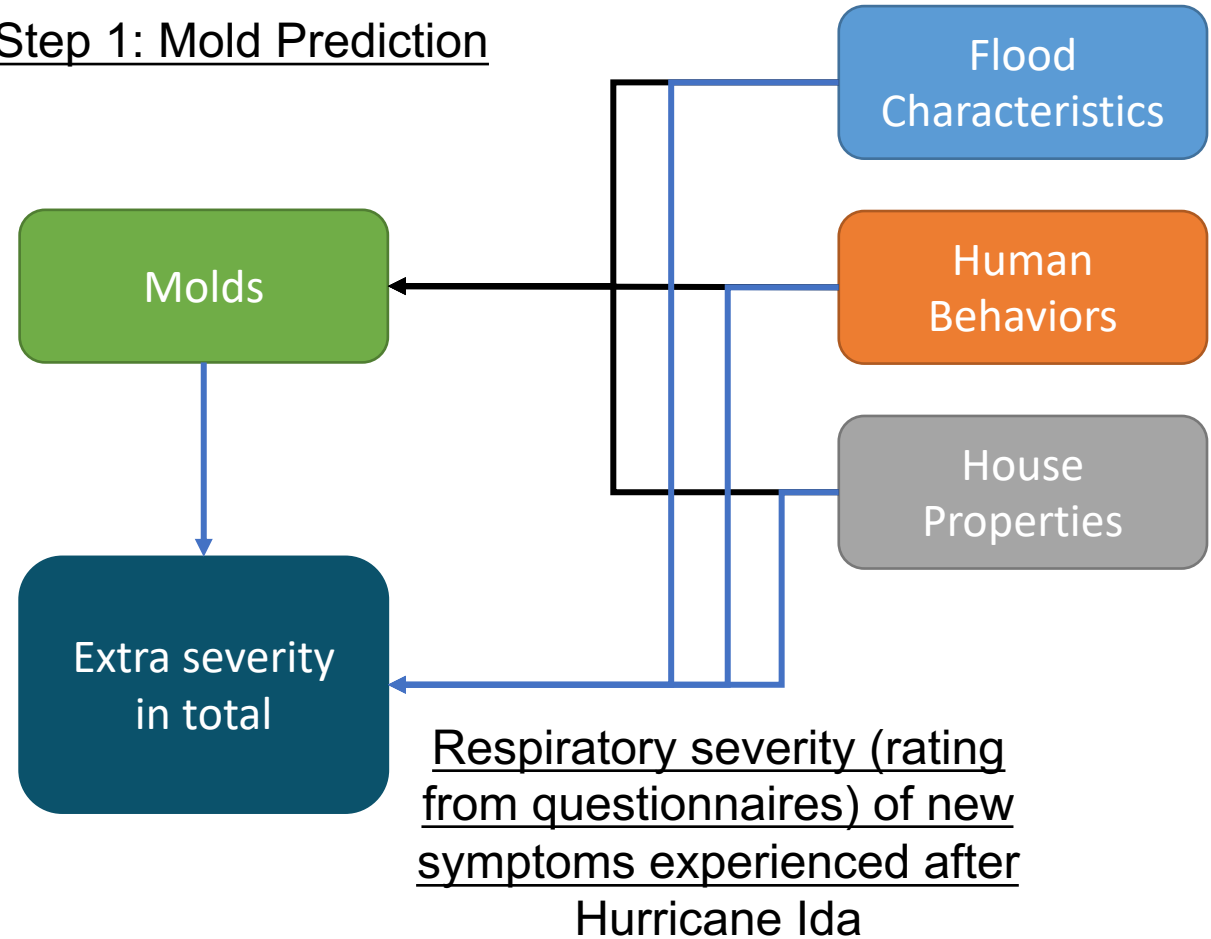 Step 1: Mold Prediction
Flood
Characteristics
Molds
Human
Behaviors
House
Properties
Extra severity
in total
Respiratory severity (rating
from questionnaires) of new
symptoms experienced after
Hurricane Ida